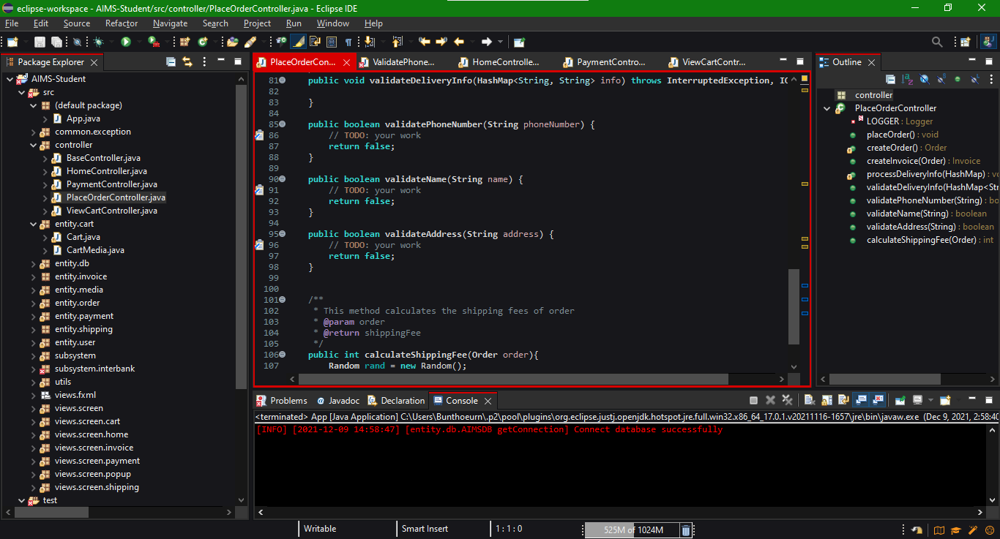 eclipse-workspace - AIMS-Student/src/controller/PlaceOrderController.java - Eclipse IDE
File Edit Source Refactor Navigate Search Project Run Window Help
Package Explorer
AIMS-Student
src
(default package)
App.java
common.exception
controller
BaseController.java
HomeController.java
PaymentController.java
PlaceOrderController.java
ViewCartController.java
entity.cart
Cart.java
CartMedia.java
entity.db
entity.invoice
entity.media
entity.order
entity.payment
entity.shipping
entity.user
subsystem
subsystem.interbank
utils
views.fxml
views.screen
views.screen.cart
views.screen.home
views.screen.invoice
views.screen.payment
views.screen.popup
views.screen.shipping
test
PlaceOrderCon... ValidatePhone... HomeControlle... PaymentContro... ViewCartContr...
81 public void validateDeliveryInfo(HashMap<String, String> info) throws InterruptedException, IO
82
83 }
84
85 public boolean validatePhoneNumber(String phoneNumber) {
86 // TODO: your work
87 return false;
88 }
89
90 public boolean validateName(String name) {
91 // TODO: your work
92 return false;
93 }
94
95 public boolean validateAddress(String address) {
96 // TODO: your work
97 return false;
98 }
99
100
101 /**
102 * This method calculates the shipping fees of order
103 * @param order
104 * @return shippingFee
105 */
106 public int calculateShippingFee(Order order){
107 Random rand = new Random();
Outline
controller
PlaceOrderController
LOGGER : Logger
placeOrder() : void
createOrder() : Order
createInvoice(Order) : Invoice
processDeliveryInfo(HashMap) : vo
validateDeliveryInfo(HashMap<Str
validatePhoneNumber(String) : bo
validateName(String) : boolean
validateAddress(String) : boolean
calculateShippingFee(Order) : int
Problems @ Javadoc Declaration Console
<terminated> App [Java Application] C:\Users\Bunthoeurn\.p2\pool\plugins\org.eclipse.justj.openjdk.hotspot.jre.full.win32.x86_64_17.0.1.v20211116-1657\jre\bin\javaw.exe (Dec 9, 2021, 2:58:40
[INFO] [2021-12-09 14:58:47] [entity.db.AIMSDB getConnection] Connect database successfully
Writable Smart Insert 1 : 1 : 0 525M of 1024M